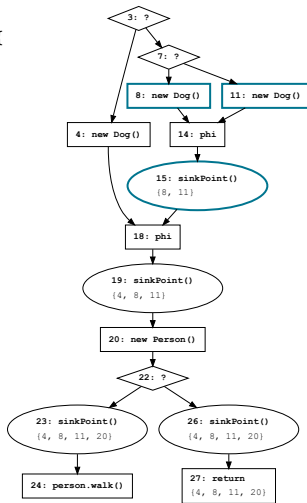 3: ?
7: ?
8: new Dog()
11: new Dog()
4: new Dog()
14: phi
15: sinkPoint()
{8, 11}
18: phi
19: sinkPoint()
{4, 8, 11}
20: new Person()
22: ?
23: sinkPoint()
{4, 8, 11, 20}
26: sinkPoint()
{4, 8, 11, 20}
24: person.walk()
27: return
{4, 8, 11, 20}